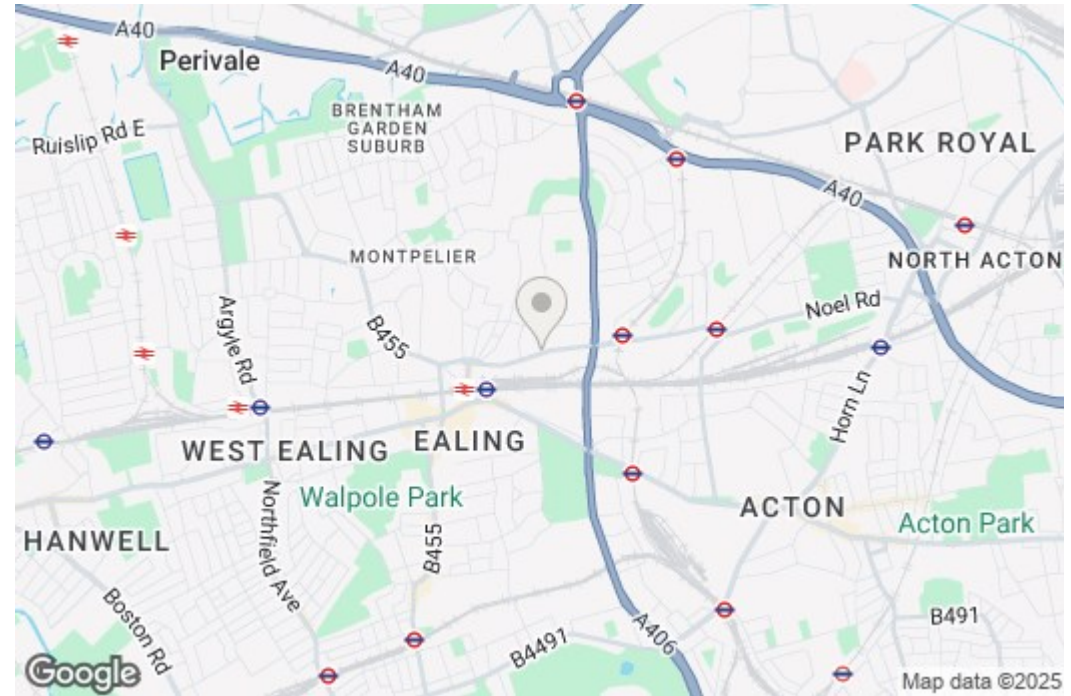 A40
Perivale
A40
BRENTHAM
GARDEN
SUBURB
Ruislip Rd E
PARK ROYAL
A40
MONTPELIER
NORTH ACTON
Noel Rd
Argyle Rd
B455
Horn Ln
EALING
WEST EALING
Walpole Park
ACTON
Acton Park
HANWELL
Northfield Ave
B455
Boston Rd
B4491
A406
B491
Google
Map data ©2025